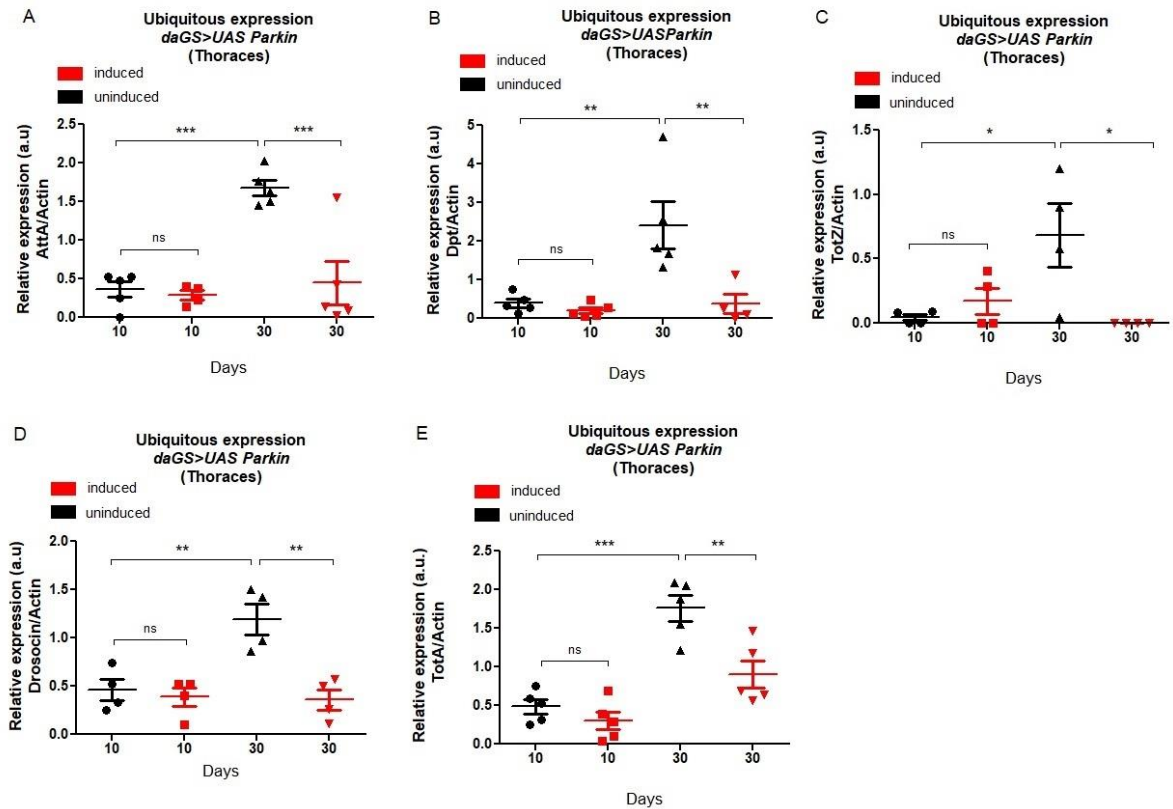 A
Ubiquitous expression
daGS>UAS Parkin
(Thoraces)
induced
uninduced
Relative expression (a.u)
AttA/Actin
2.5
2.0
1.5
1.0
0.5
0.0
***
***
ns
10
10
30
30
Days
B
Ubiquitous expression
daGS>UASParkin
(Thoraces)
induced
uninduced
Relative expression (a.u)
Dpt/Actin
5
4
3
2
1
0
**
**
ns
10
10
30
30
Days
C
Ubiquitous expression
daGS>UAS Parkin
(Thoraces)
induced
uninduced
Relative expression (a.u)
TotZ/Actin
1.5
1.0
0.5
0.0
*
*
ns
10
10
30
30
Days
D
Ubiquitous expression
daGS>UAS Parkin
(Thoraces)
induced
uninduced
Relative expression (a.u)
Drosocin/Actin
2.0
1.5
1.0
0.5
0.0
**
**
ns
10
10
30
30
Days
E
Ubiquitous expression
daGS>UAS Parkin
(Thoraces)
induced
uninduced
Relative expression (a.u.)
TotA/Actin
2.5
2.0
1.5
1.0
0.5
0.0
***
**
ns
10
10
30
30
Days